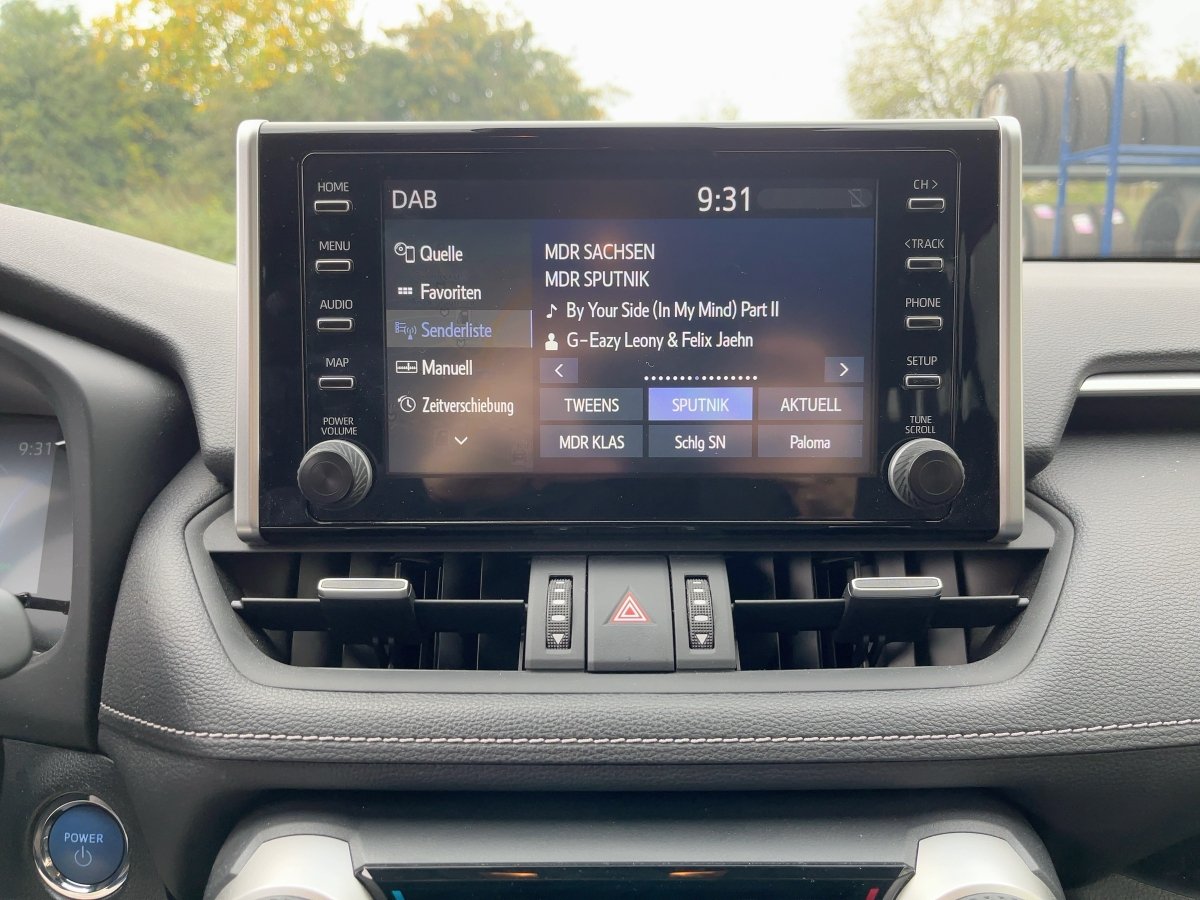 HOME
MENU
AUDIO
MAP
POWER
VOLUME
DAB
9:31
Quelle
Favoriten
Senderliste
Manuell
Zeitverschiebung
MDR SACHSEN
MDR SPUTNIK
By Your Side (In My Mind) Part II
G-Eazy Leony & Felix Jaehn
< >
TWEENS SPUTNIK AKTUELL
MDR KLAS Schlg SN Paloma
CH >
< TRACK
PHONE
SETUP
TUNE
SCROLL
9:31
POWER